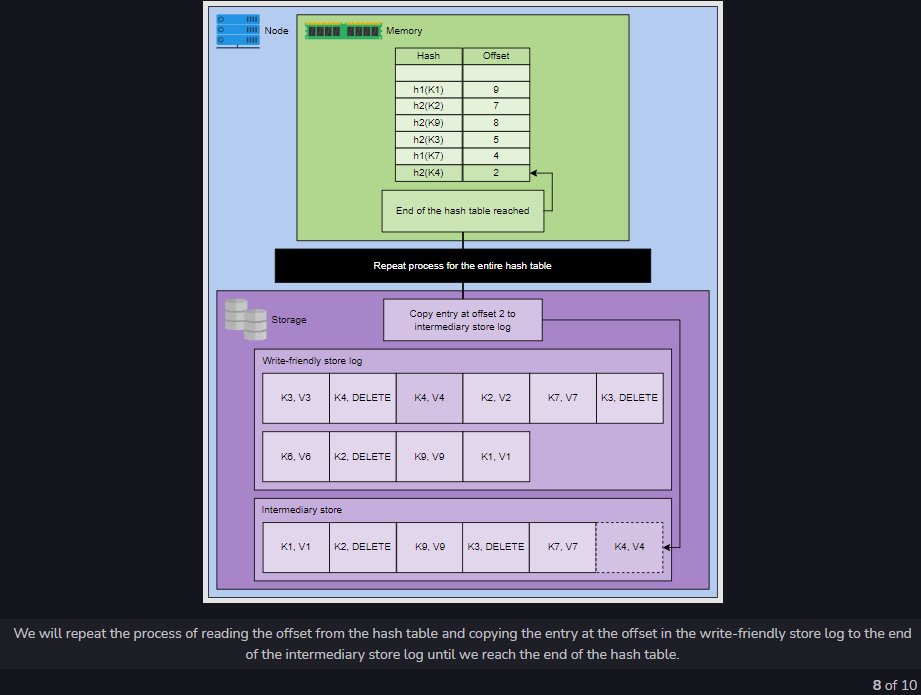 Node
Memory
Hash Offset
h1(K1) 9
h2(K2) 7
h2(K9) 8
h2(K3) 5
h1(K7) 4
h2(K4) 2
End of the hash table reached
Repeat process for the entire hash table
Storage
Copy entry at offset 2 to
intermediary store log
Write-friendly store log
K3, V3 K4, DELETE K4, V4 K2, V2 K7, V7 K3, DELETE
K6, V6 K2, DELETE K9, V9 K1, V1
Intermediary store
K1, V1 K2, DELETE K9, V9 K3, DELETE K7, V7 K4, V4
We will repeat the process of reading the offset from the hash table and copying the entry at the offset in the write-friendly store log to the end
of the intermediary store log until we reach the end of the hash table.
8 of 10